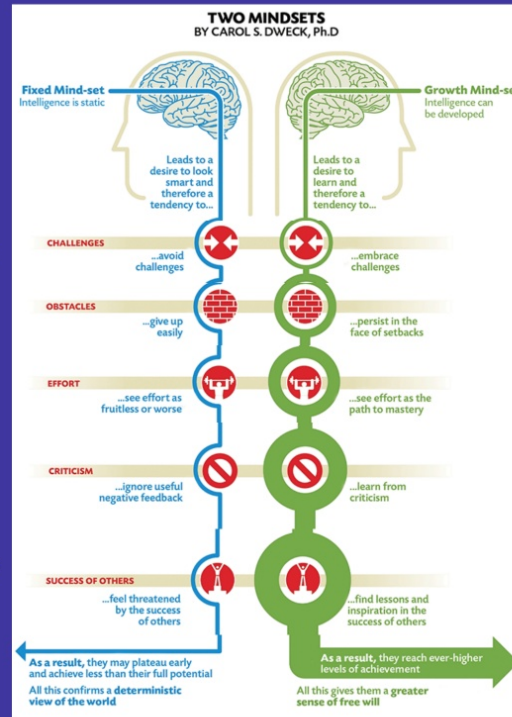 TWO MINDSETS
BY CAROL S. DWECK, Ph.D
Fixed Mind-set
Intelligence is static
Growth Mind-se
Intelligence can
be developed
Leads to a
desire to look
smart and
therefore a
tendency to...
Leads to a
desire to
learn and
therefore a
tendency to...
CHALLENGES
...avoid
challenges
...embrace
challenges
OBSTACLES
...give up
easily
...persist in the
face of setbacks
EFFORT
...see effort as
fruitless or worse
...see effort as the
path to mastery
CRITICISM
...ignore useful
negative feedback
...learn from
criticism
SUCCESS OF OTHERS
...feel threatened
by the success
of others
...find lessons and
inspiration in the
success of others
As a result, they may plateau early
and achieve less than their full potential
All this confirms a deterministic
view of the world
As a result, they reach ever-higher
levels of achievement
All this gives them a greater
sense of free will